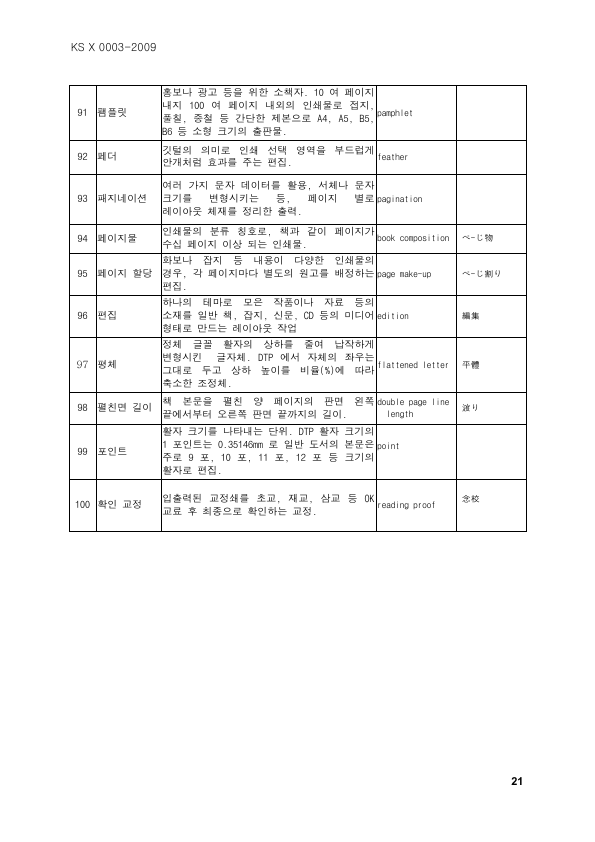 KS X 0003-2009
91
팸플릿
홍보나 광고 등을 위한 소책자. 10 여 페이지
내지 100 여 페이지 내외의 인쇄물로 접지,
풀칠, 중철 등 간단한 제본으로 A4, A5, B5,
B6 등 소형 크기의 출판물.
pamphlet
92
페더
깃털의 의미로 인쇄 선택 영역을 부드럽게
안개처럼 효과를 주는 편집.
feather
93
패지네이션
여러 가지 문자 데이터를 활용, 서체나 문자
크기를 변형시키는 등, 페이지 별로
레이아웃 체재를 정리한 출력.
pagination
94
페이지물
인쇄물의 분류 칭호로, 책과 같이 페이지가
수십 페이지 이상 되는 인쇄물.
book composition
ペ-じ物
95
페이지 할당
화보나 잡지 등 내용이 다양한 인쇄물의
경우, 각 페이지마다 별도의 원고를 배정하는
편집.
page make-up
ペ-じ割り
96
편집
하나의 테마로 모은 작품이나 자료 등의
소재를 일반 책, 잡지, 신문, CD 등의 미디어
형태로 만드는 레이아웃 작업
edition
編集
97
평체
정체 글꼴 활자의 상하를 줄여 납작하게
변형시킨 글자체. DTP 에서 자체의 좌우는
그대로 두고 상하 높이를 비율(%)에 따라
축소한 조정체.
flattened letter
平體
98
펼친면 길이
책 본문을 펼친 양 페이지의 판면 왼쪽
끝에서부터 오른쪽 판면 끝까지의 길이.
double page line
length
渡り
99
포인트
활자 크기를 나타내는 단위. DTP 활자 크기의
1 포인트는 0.35146mm 로 일반 도서의 본문은
주로 9 포, 10 포, 11 포, 12 포 등 크기의
활자로 편집.
point
100
확인 교정
입출력된 교정쇄를 초교, 재교, 삼교 등 OK
교료 후 최종으로 확인하는 교정.
reading proof
念校
21